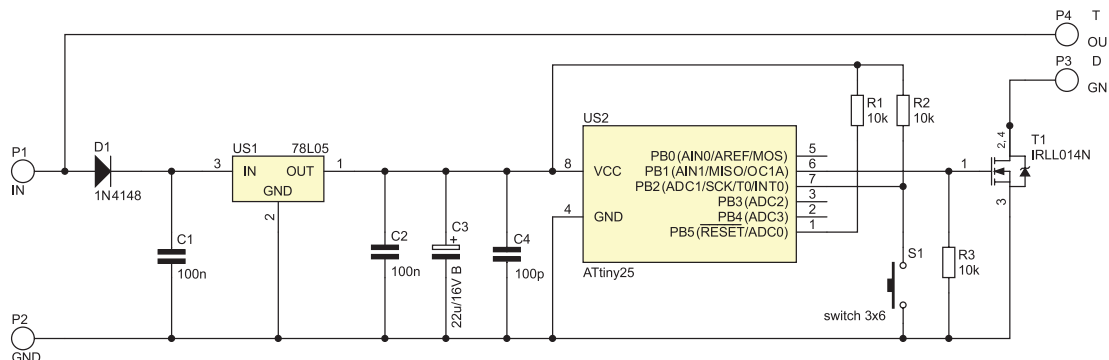 P4
T
OU
P3
D
GN
P1
IN
D1
1N4148
3
US1
78L05
1
IN
OUT
GND
2
C1
100n
C2
100n
C3
+
22u/16V B
C4
100p
US2
8
VCC
4
GND
PB0(AIN0/AREF/MOS)
5
PB1(AIN1/MISO/OC1A)
6
PB2(ADC1/SCK/T0/INT0)
7
PB3(ADC2)
3
PB4(ADC3)
2
PB5(RESET/ADC0)
1
ATtiny25
R1
10k
R2
10k
S1
switch 3x6
R3
10k
1
2,4
T1
IRLL014N
3
P2
GND